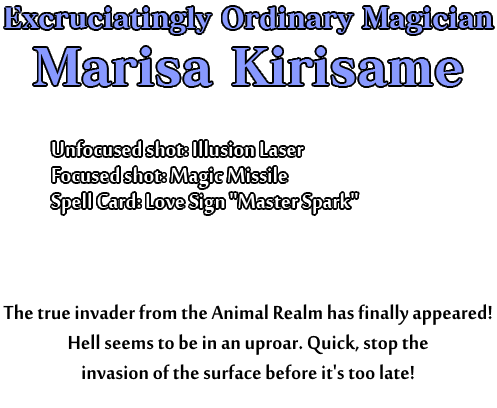 Excruciatingly Ordinary Magician
Marisa Kirisame
Unfocused shot: Illusion Laser
Focused shot: Magic Missile
Spell Card: Love Sign "Master Spark"
The true invader from the Animal Realm has finally appeared!
Hell seems to be in an uproar. Quick, stop the
invasion of the surface before it's too late!